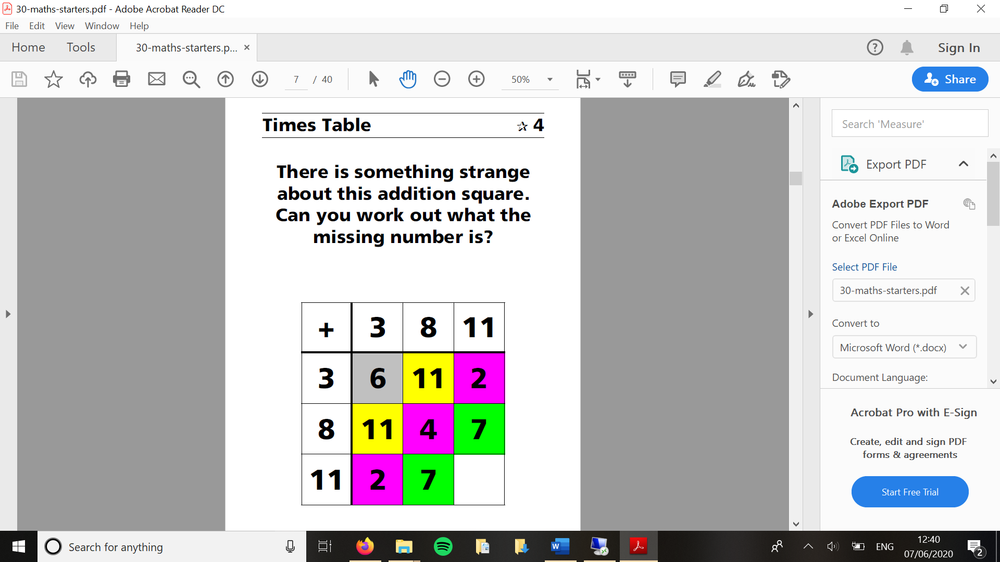 30-maths-starters.pdf - Adobe Acrobat Reader DC
File Edit View Window Help
Home Tools 30-maths-starters.p... × Sign In
7 / 40 50% Share
Times Table ☆ 4
There is something strange
about this addition square.
Can you work out what the
missing number is?
+ 3 8 11
3 6 11 2
8 11 4 7
11 2 7
Search 'Measure'
Export PDF
Adobe Export PDF
Convert PDF Files to Word
or Excel Online
Select PDF File
30-maths-starters.pdf
Convert to
Microsoft Word (*.docx)
Document Language:
Acrobat Pro with E-Sign
Create, edit and sign PDF
forms & agreements
Start Free Trial
Search for anything
ENG
12:40
07/06/2020
2